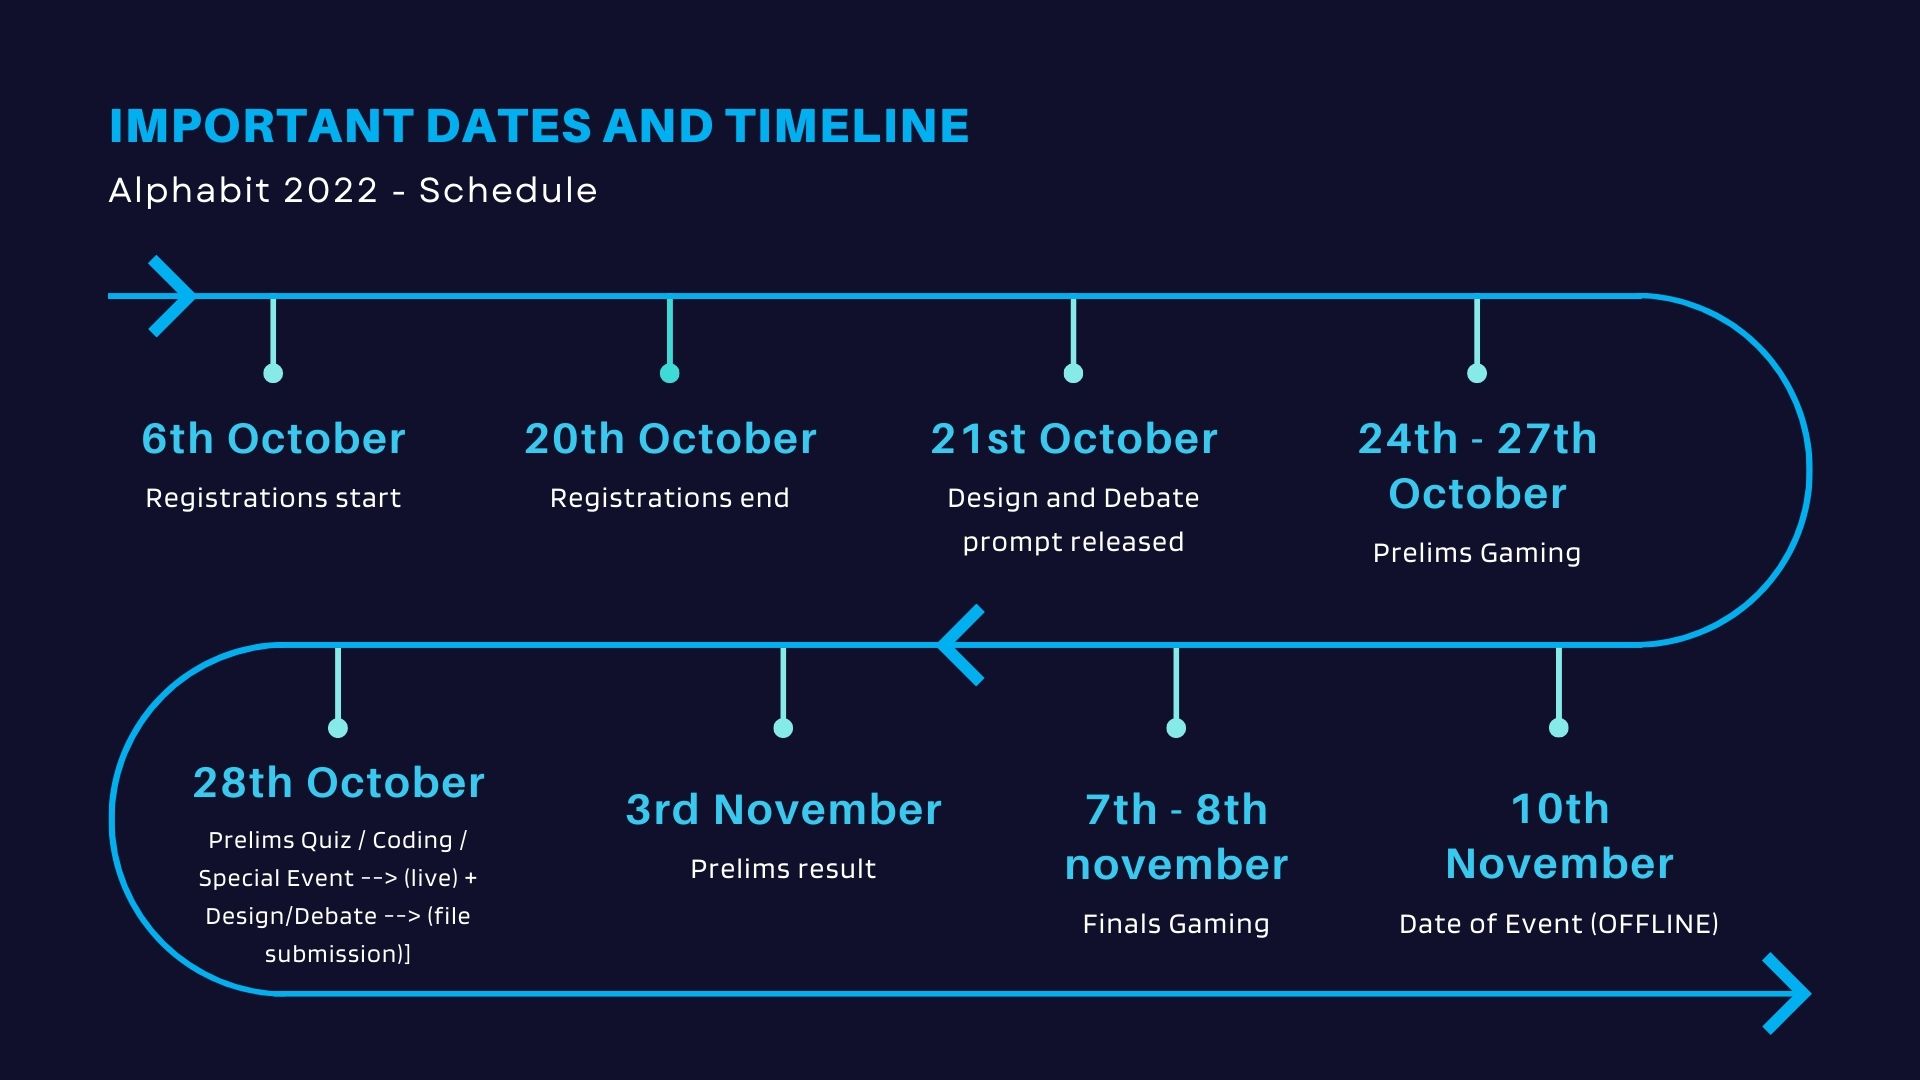 IMPORTANT DATES AND TIMELINE
Alphabit 2022 - Schedule
6th October
Registrations start
20th October
Registrations end
21st October
Design and Debate
prompt released
24th - 27th
October
Prelims Gaming
28th October
Prelims Quiz / Coding /
Special Event --> (live) +
Design/Debate --> (file
submission)]
3rd November
Prelims result
7th - 8th
november
Finals Gaming
10th
November
Date of Event (OFFLINE)